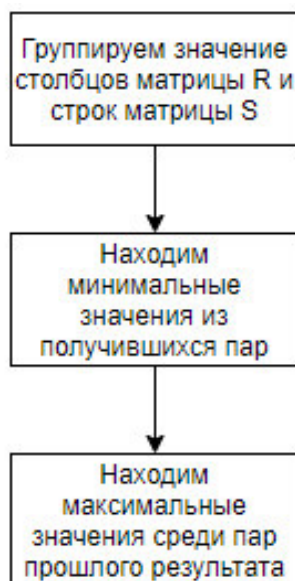 Группируем значение
столбцов матрицы R и
строк матрицы S
Находим
минимальные
значения из
получившихся пар
Находим
максимальные
значения среди пар
прошлого результата